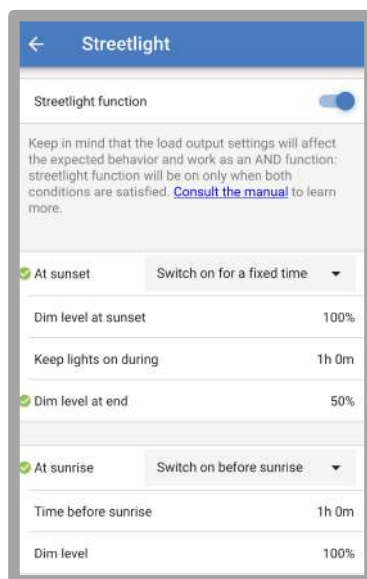 Streetlight
Streetlight function
Keep in mind that the load output settings will affect
the expected behavior and work as an AND function:
streetlight function will be on only when both
conditions are satisfied. Consult the manual to learn
more.
At sunset Switch on for a fixed time
Dim level at sunset 100%
Keep lights on during 1h 0m
Dim level at end 50%
At sunrise Switch on before sunrise
Time before sunrise 1h 0m
Dim level 100%